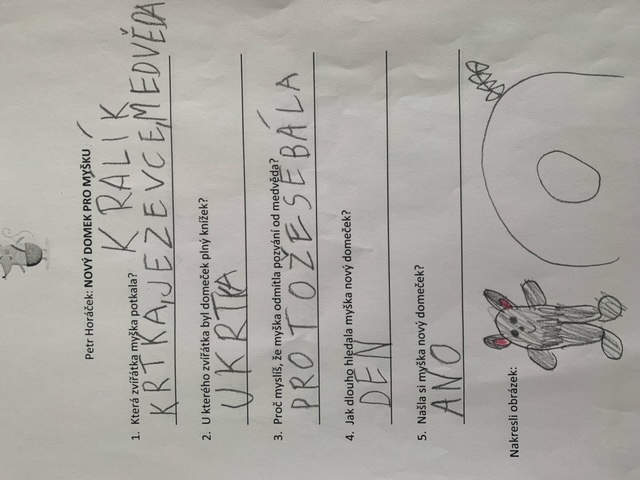 Petr Horáček: NOVÝ DOMEK PRO MYŠKU
1. Která zvířátka myška potkala?
KRALÍK
KRTKA,JEZEVCE,MEDVĚDA
2. U kterého zvířátka byl domeček plný knížek?
U KRTKA
3. Proč myslíš, že myška odmítla pozvání od medvěda?
PROTOŽE SE BÁLA
4. Jak dlouho hledala myška nový domeček?
DEN
5. Našla si myška nový domeček?
ANO
Nakresli obrázek: